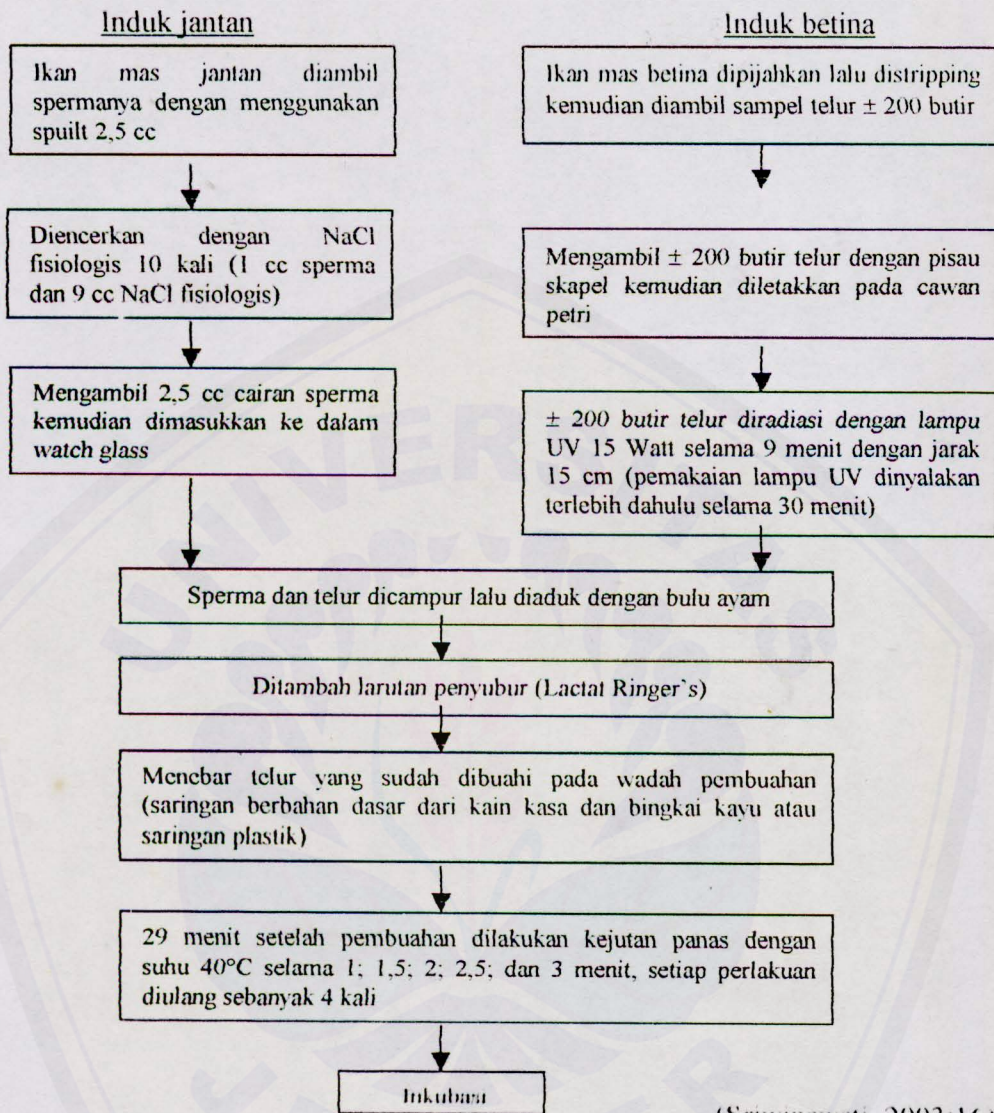 Induk jantan
Ikan mas jantan diambil
spermanya dengan menggunakan
spuilt 2,5 cc
Diencerkan dengan NaCl
fisiologis 10 kali (1 cc sperma
dan 9 cc NaCl fisiologis)
Mengambil 2,5 cc cairan sperma
kemudian dimasukkan ke dalam
watch glass
Induk betina
Ikan mas betina dipijahkan lalu distripping
kemudian diambil sampel telur ± 200 butir
Mengambil ± 200 butir telur dengan pisau
skapel kemudian diletakkan pada cawan
petri
± 200 butir telur diradiasi dengan lampu
UV 15 Watt selama 9 menit dengan jarak
15 cm (pemakaian lampu UV dinyalakan
terlebih dahulu selama 30 menit)
Sperma dan telur dicampur lalu diaduk dengan bulu ayam
Ditambah larutan penyubur (Lactat Ringer`s)
Menebar telur yang sudah dibuahi pada wadah pembuahan
(saringan berbahan dasar dari kain kasa dan bingkai kayu atau
saringan plastik)
29 menit setelah pembuahan dilakukan kejutan panas dengan
suhu 40°C selama 1; 1,5; 2; 2,5; dan 3 menit, setiap perlakuan
diulang sebanyak 4 kali
Inkubasi
UNIVERSITAS